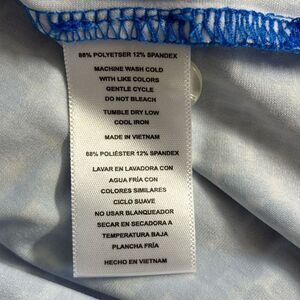 88% POLYETSER 12% SPANDEX
MACHINE WASH COLD
WITH LIKE COLORS
GENTLE CYCLE
DO NOT BLEACH
TUMBLE DRY LOW
COOL IRON
MADE IN VIETNAM
88% POLIÉSTER 12% SPANDEX
LAVAR EN LAVADORA CON
AGUA FRÍA CON
COLORES SIMILARES
CICLO SUAVE
NO USAR BLANQUEADOR
SECAR EN SECADORA A
TEMPERATURA BAJA
PLANCHA FRÍA
HECHO EN VIETNAM